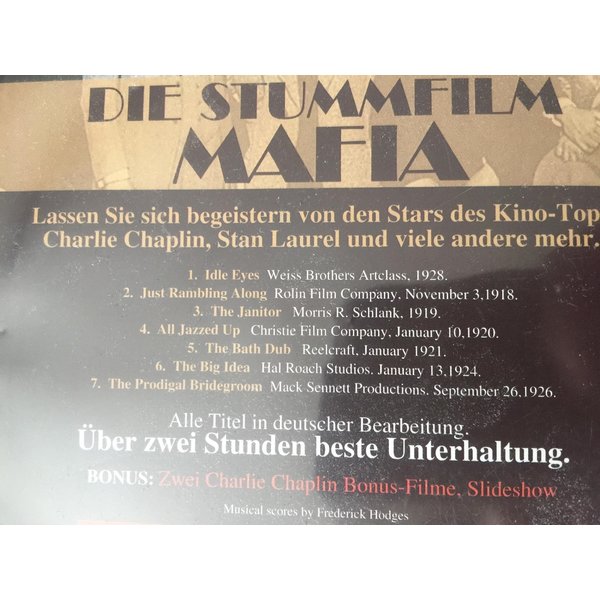 DIE STUMMFILM
MAFIA
Lassen Sie sich begeistern von den Stars des Kino-Top
Charlie Chaplin, Stan Laurel und viele andere mehr.
1. Idle Eyes Weiss Brothers Artclass, 1928.
2. Just Rambling Along Rolin Film Company, November 3,1918.
3. The Janitor Morris R. Schlank, 1919.
4. All Jazzed Up Christie Film Company, January 10,1920.
5. The Bath Dub Reelcraft, January 1921.
6. The Big Idea Hal Roach Studios. January 13,1924.
7. The Prodigal Bridegroom Mack Sennett Productions. September 26,1926.
Alle Titel in deutscher Bearbeitung.
Über zwei Stunden beste Unterhaltung.
BONUS: Zwei Charlie Chaplin Bonus-Filme, Slideshow
Musical scores by Frederick Hodges